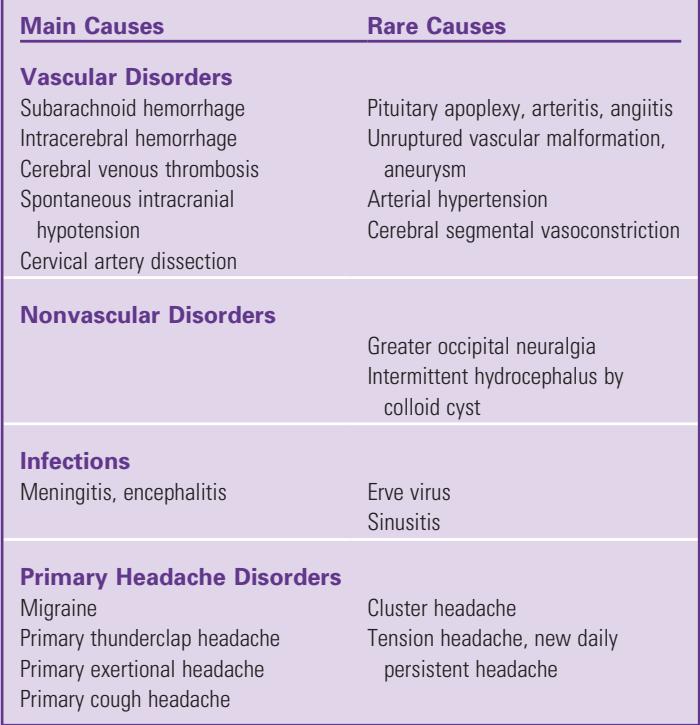 Main Causes Rare Causes
Vascular Disorders
Subarachnoid hemorrhage Pituitary apoplexy, arteritis, angiitis
Intracerebral hemorrhage Unruptured vascular malformation,
Cerebral venous thrombosis aneurysm
Spontaneous intracranial Arterial hypertension
hypotension Cerebral segmental vasoconstriction
Cervical artery dissection
Nonvascular Disorders
Greater occipital neuralgia
Intermittent hydrocephalus by
colloid cyst
Infections
Meningitis, encephalitis Erve virus
Sinusitis
Primary Headache Disorders
Migraine Cluster headache
Primary thunderclap headache Tension headache, new daily
Primary exertional headache persistent headache
Primary cough headache